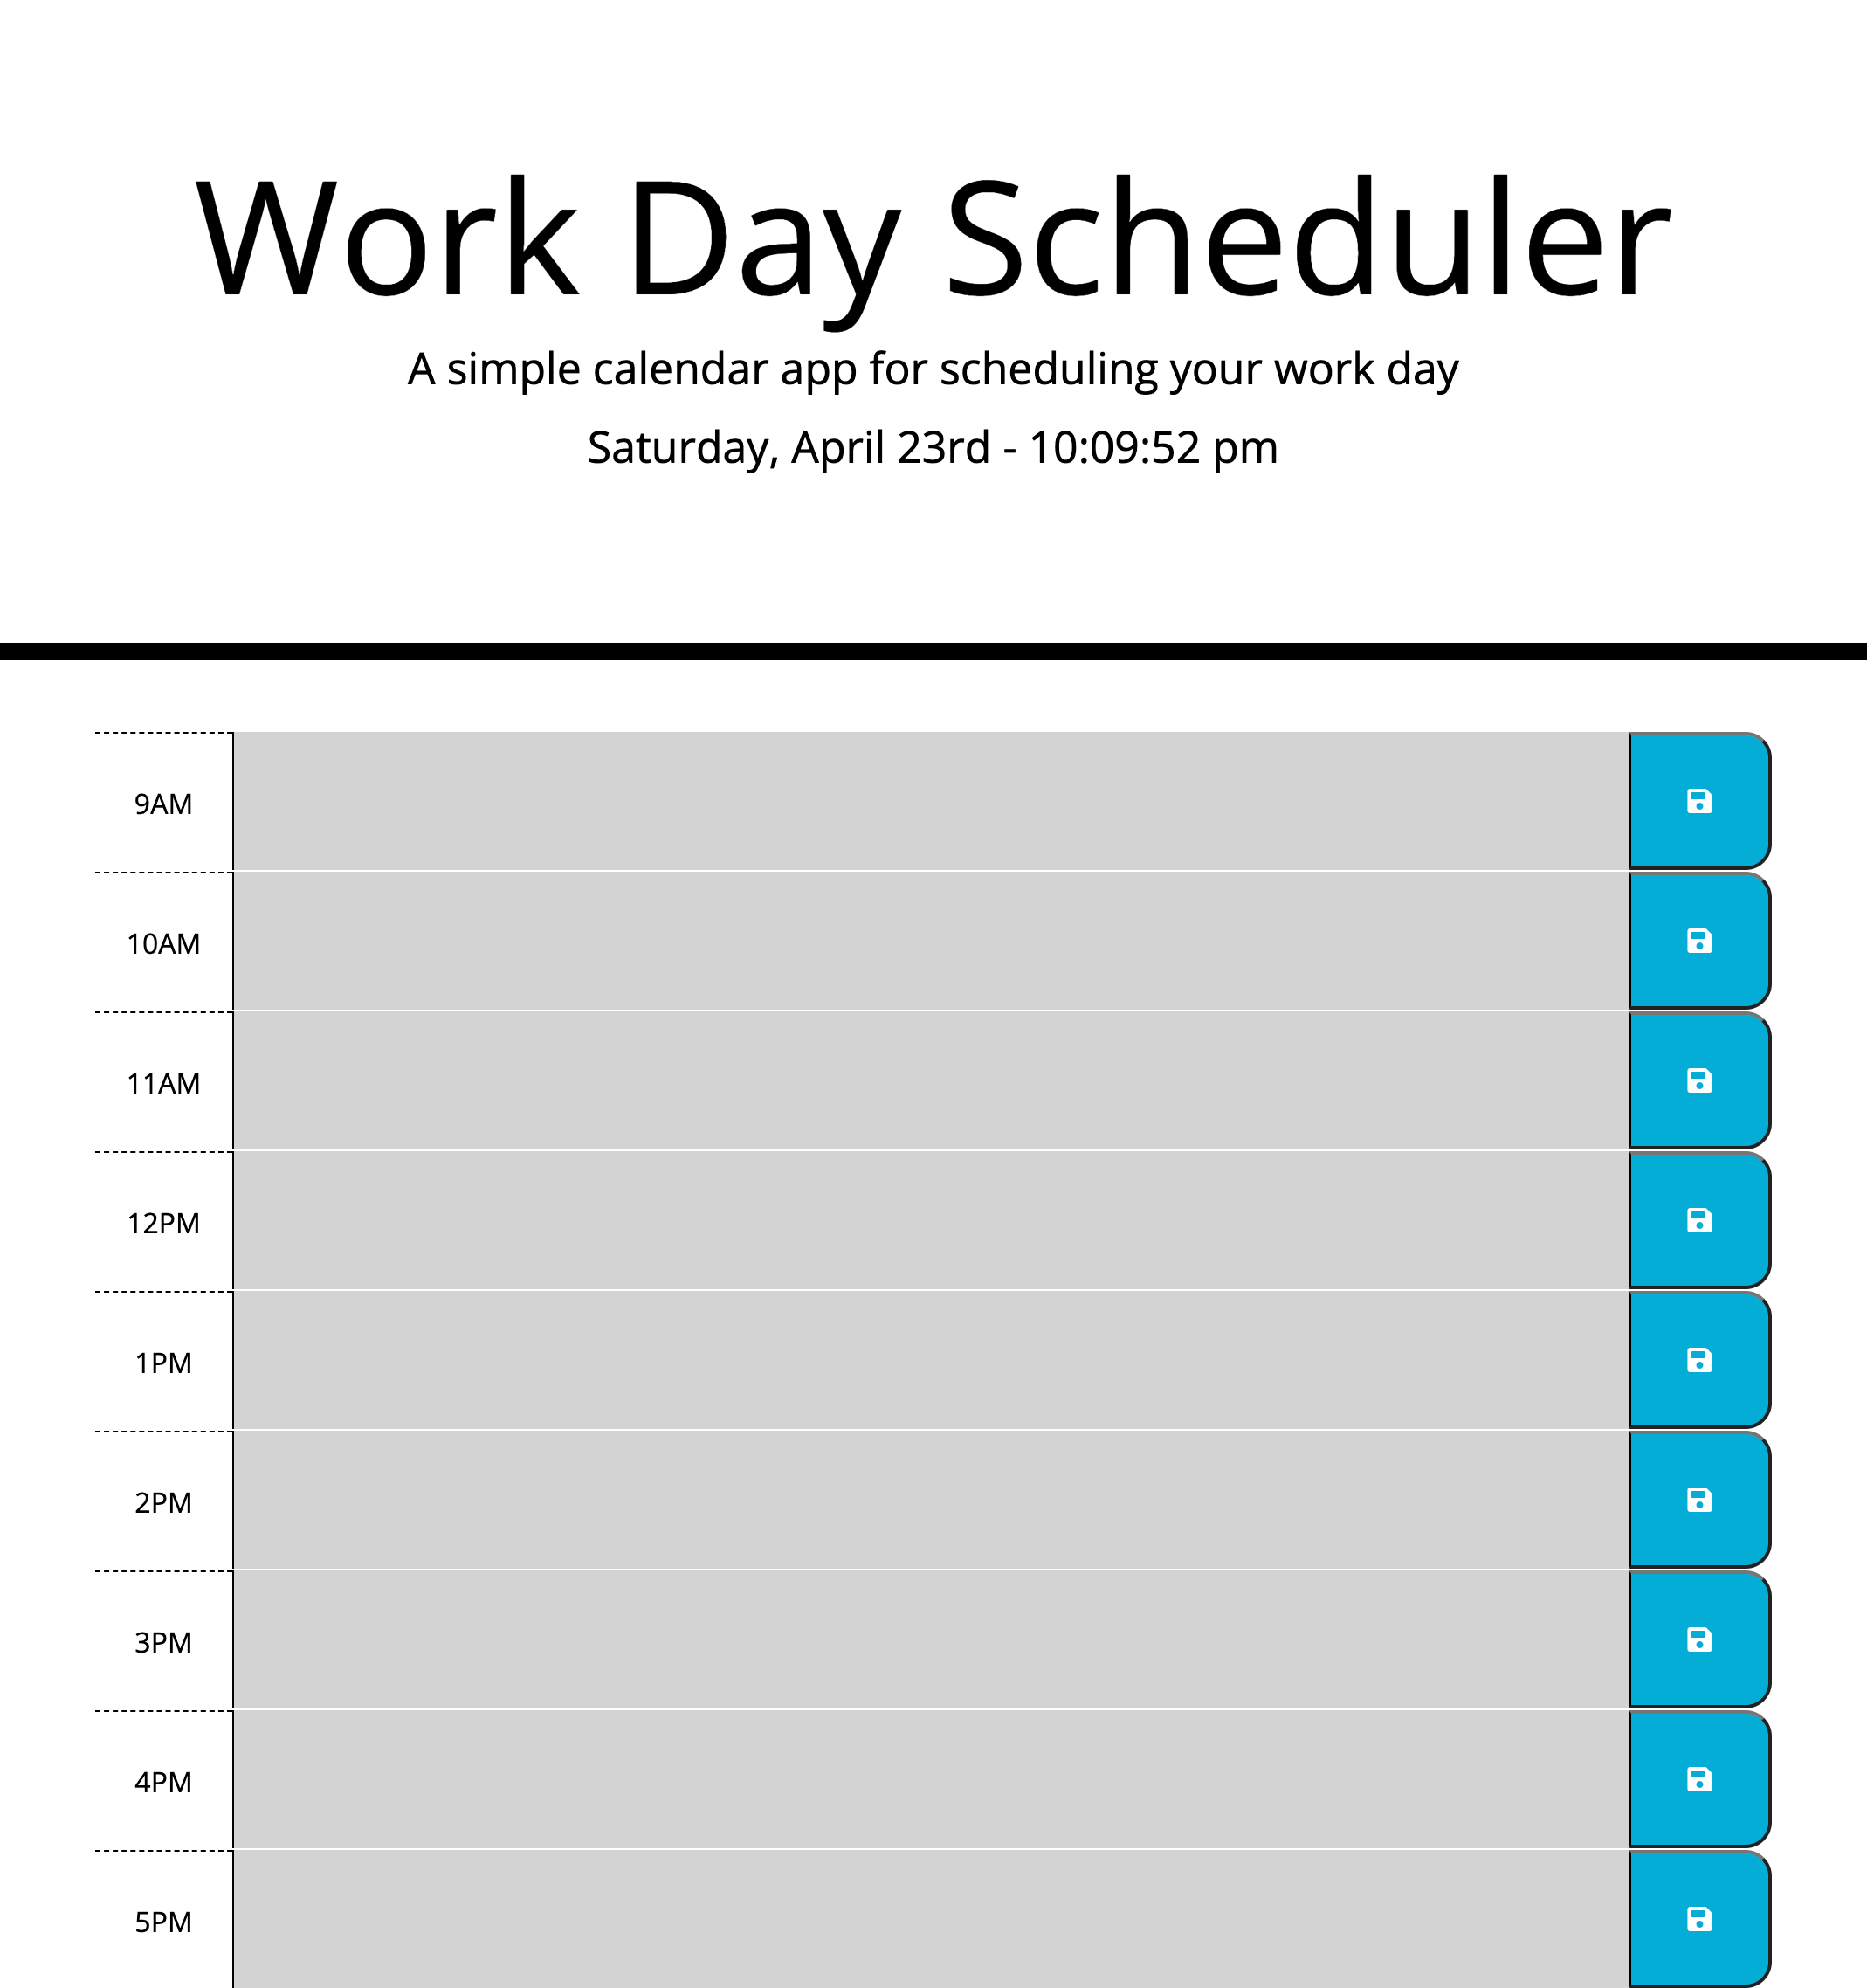 Work Day Scheduler
A simple calendar app for scheduling your work day
Saturday, April 23rd - 10:09:52 pm
9AM
10AM
11AM
12PM
1PM
2PM
3PM
4PM
5PM